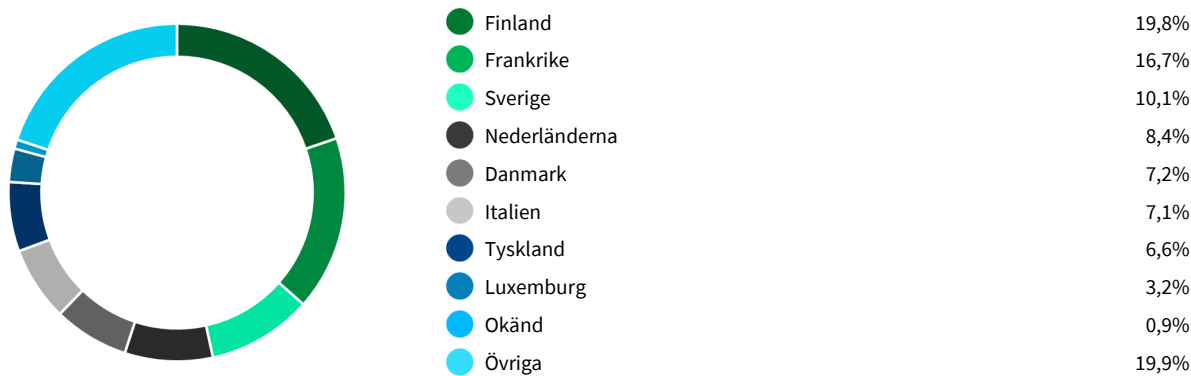 Finland 19,8%
Frankrike 16,7%
Sverige 10,1%
Nederländerna 8,4%
Danmark 7,2%
Italien 7,1%
Tyskland 6,6%
Luxemburg 3,2%
Okänd 0,9%
Övriga 19,9%